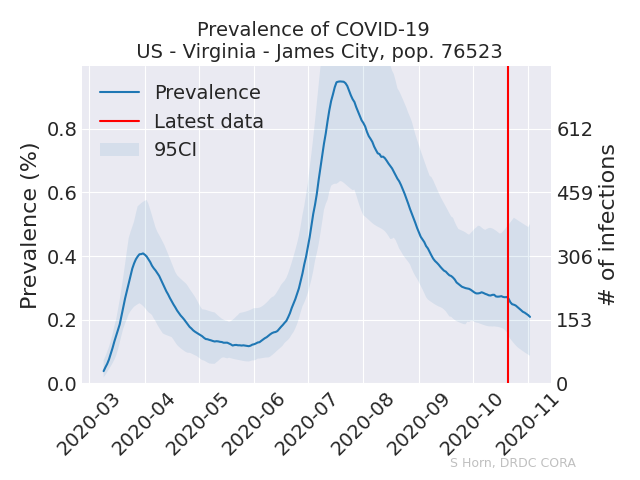 Prevalence of COVID-19
US - Virginia - James City, pop. 76523
Prevalence
Latest data
95CI
Prevalence (%)
0.8
0.6
0.4
0.2
0.0
# of infections
612
459
306
153
0
2020-03
2020-04
2020-05
2020-06
2020-07
2020-08
2020-09
2020-10
2020-11
S Horn, DRDC CORA